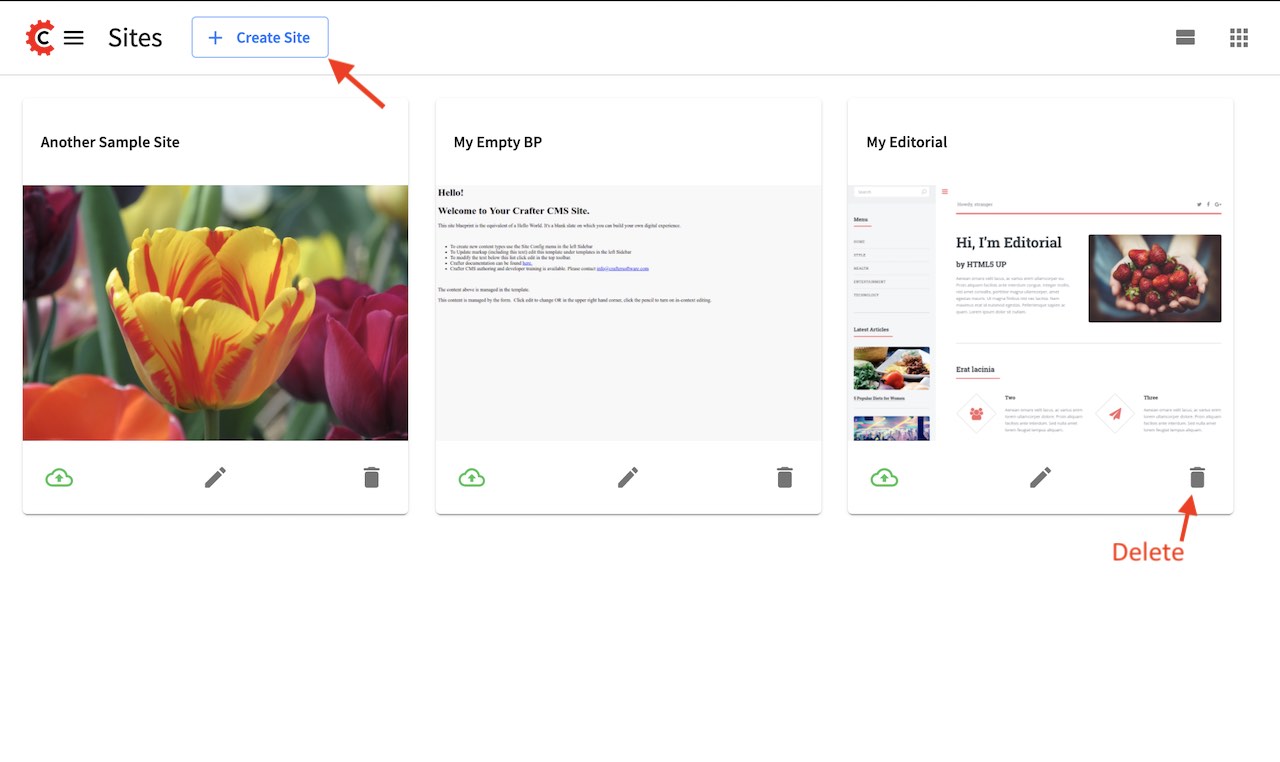 C
Sites
+ Create Site
Another Sample Site
My Empty BP
Hello!
Welcome to Your Crafter CMS Site.
This site blueprint is the equivalent of a Hello World. It's a blank slate on which you can build your own digital experience.
To create new content types use the Site Config menu in the left Sidebar
To Update markup (including this text) edit this template under templates in the left Sidebar
To modify the text below this list click edit in the top toolbar
Crafter documentation can be found here.
Crafter CMS authoring and developer training is available. Please contact info@craftersoftware.com
The content above is managed in the template.
This content is managed by the form. Click edit to change OR in the upper right hand corner, click the pencil to turn on in-context editing.
My Editorial
Search
Menu
HOME
STYLE
HEALTH
ENTERTAINMENT
TECHNOLOGY
Latest Articles
5 Popular Diets for Women
Howdy stranger
Hi, I'm Editorial
by HTML5 UP
Erat lacinia
Two
Three
Delete